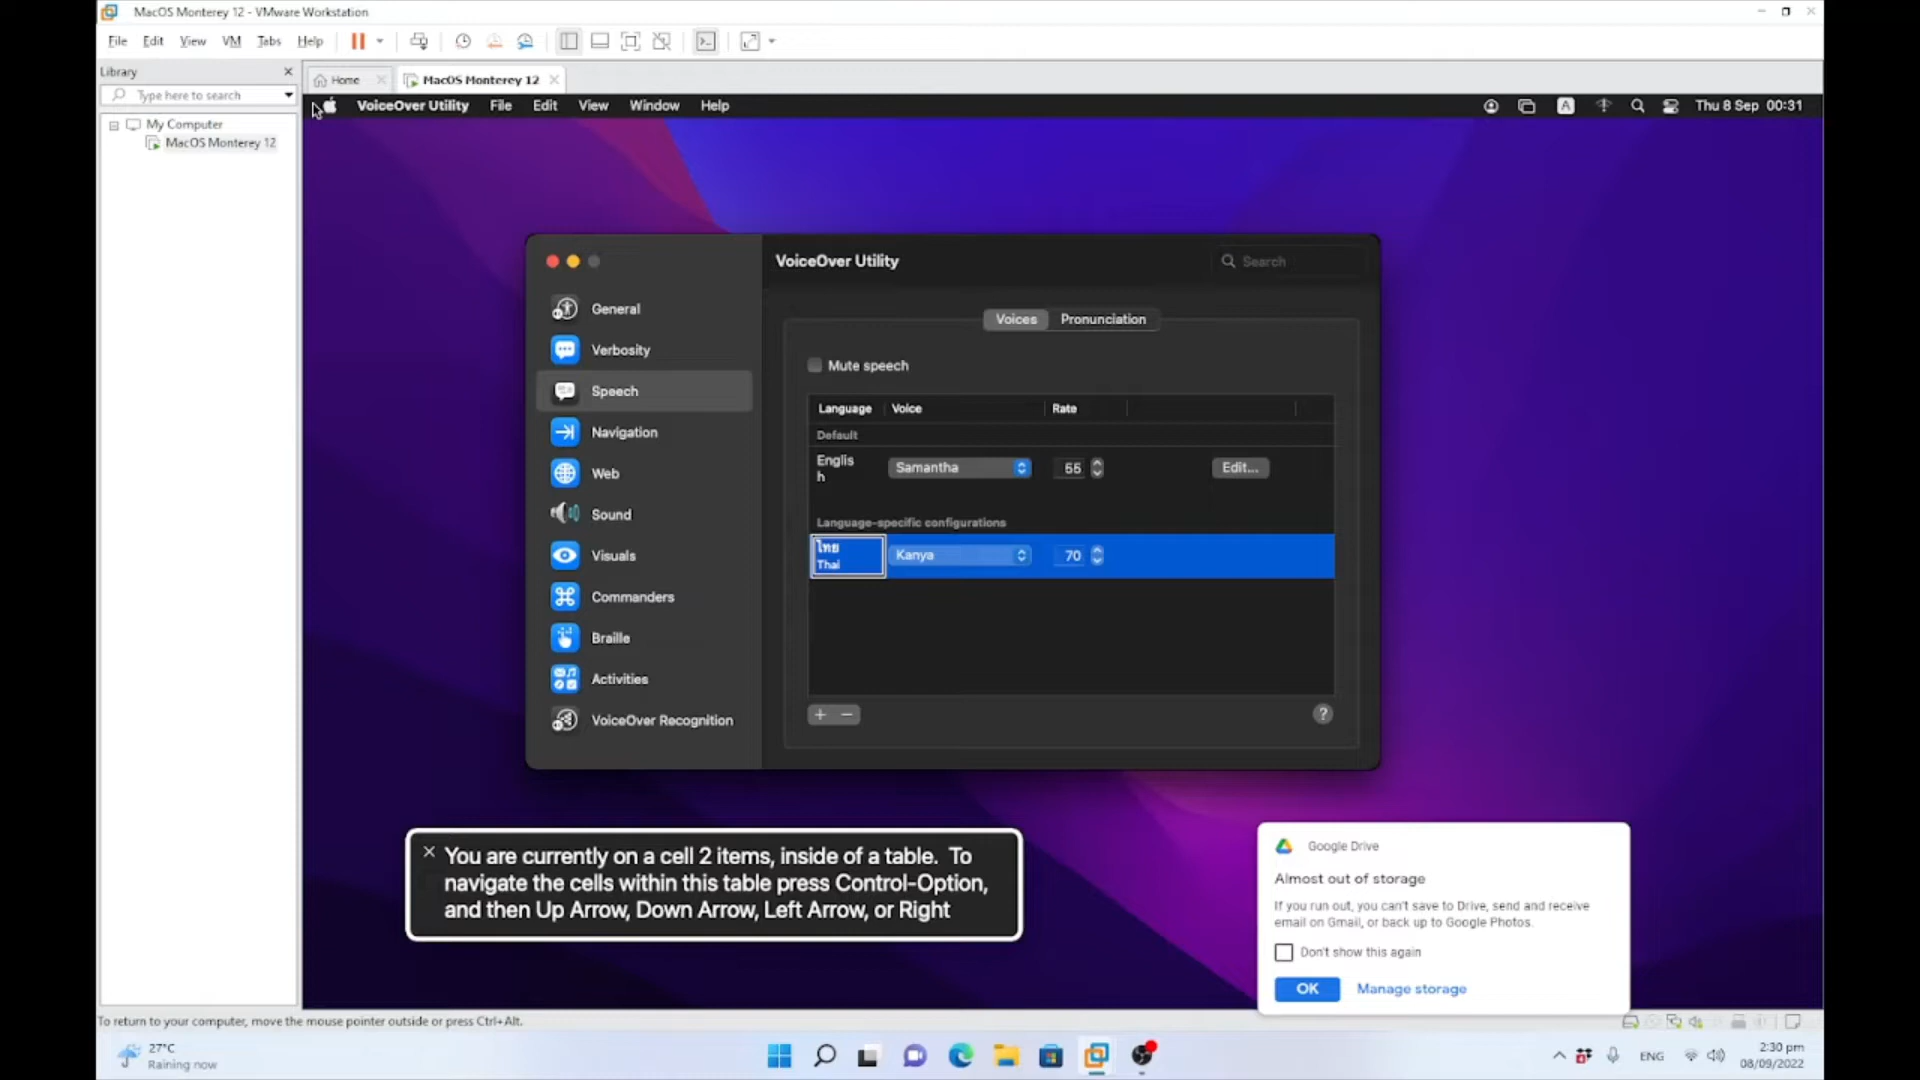 MacOS Monterey 12 - VMware Workstation
File Edit View VM Tabs Help
Library
Type here to search
My Computer
MacOS Monterey 12
Home
MacOS Monterey 12
VoiceOver Utility File Edit View Window Help
A
Thu 8 Sep 00:31
VoiceOver Utility
Search
General
Verbosity
Speech
Navigation
Web
Sound
Visuals
Commanders
Braille
Activities
VoiceOver Recognition
Voices Pronunciation
Mute speech
Language Voice Rate
Default
Englis
h
Samantha 55 Edit...
Language-specific configurations
ไทย
Thai
Kanya 70
+ − ?
You are currently on a cell 2 items, inside of a table. To
navigate the cells within this table press Control-Option,
and then Up Arrow, Down Arrow, Left Arrow, or Right
Google Drive
Almost out of storage
If you run out, you can't save to Drive, send and receive
email on Gmail, or back up to Google Photos.
Don't show this again
OK Manage storage
To return to your computer, move the mouse pointer outside or press Ctrl+Alt.
27°C
Raining now
ENG
2:30 pm
08/09/2022